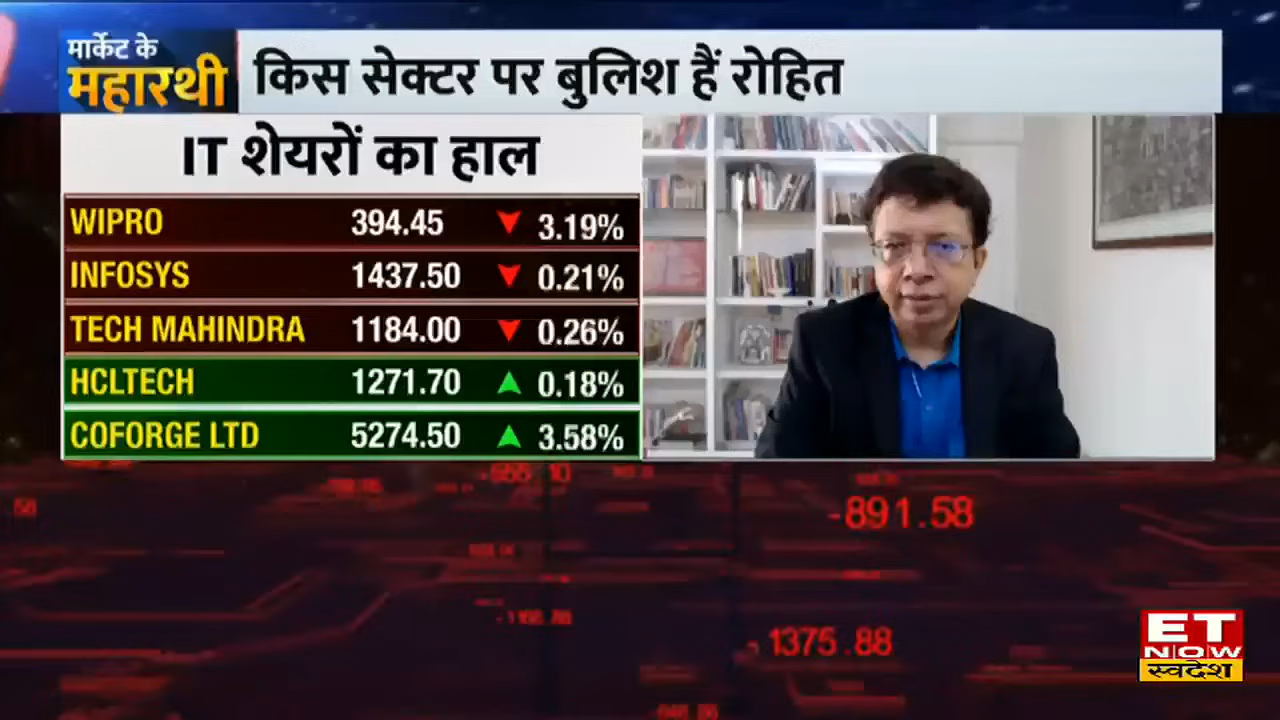 मार्केट के
महारथी
किस सेक्टर पर बुलिश हैं रोहित
IT शेयरों का हाल
WIPRO 394.45 ▼ 3.19%
INFOSYS 1437.50 ▼ 0.21%
TECH MAHINDRA 1184.00 ▼ 0.26%
HCLTECH 1271.70 ▲ 0.18%
COFORGE LTD 5274.50 ▲ 3.58%
-891.58
-1375.88
ET
NOW
स्वदेश